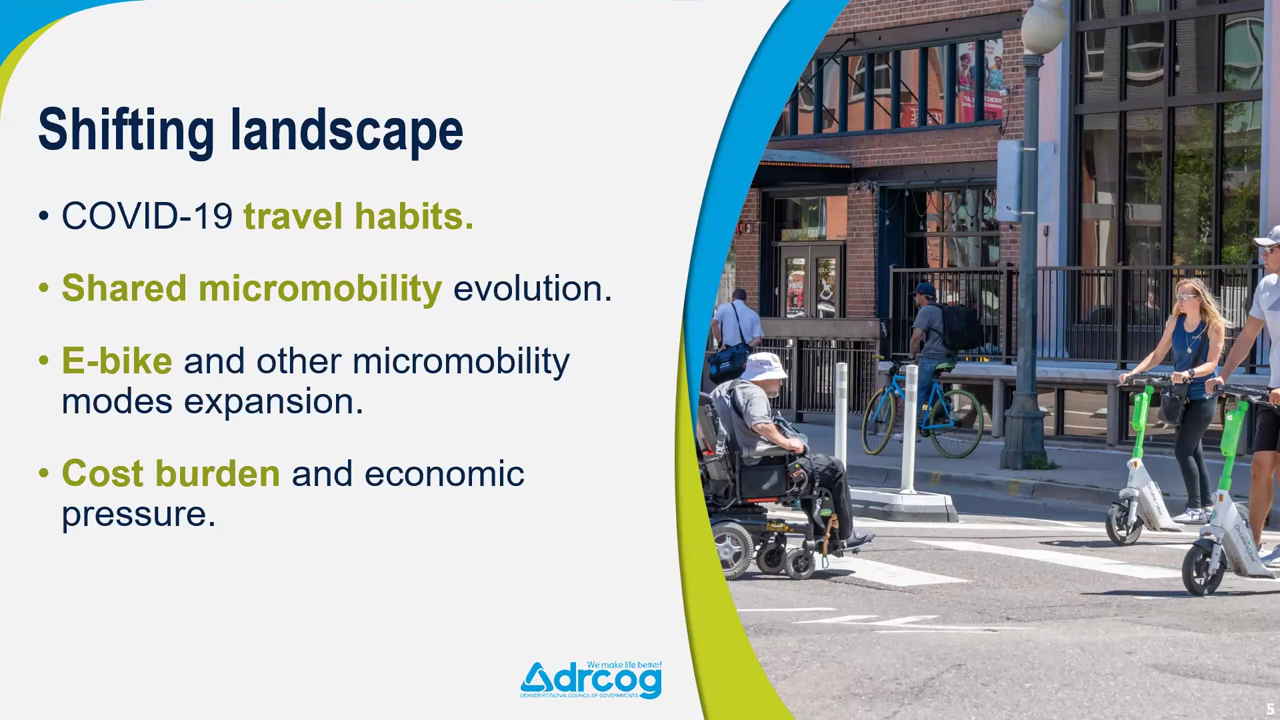 Shifting landscape
• COVID-19 travel habits.
• Shared micromobility evolution.
• E-bike and other micromobility
modes expansion.
• Cost burden and economic
pressure.
We make life better!
drcog
DENVER REGIONAL COUNCIL OF GOVERNMENTS
5